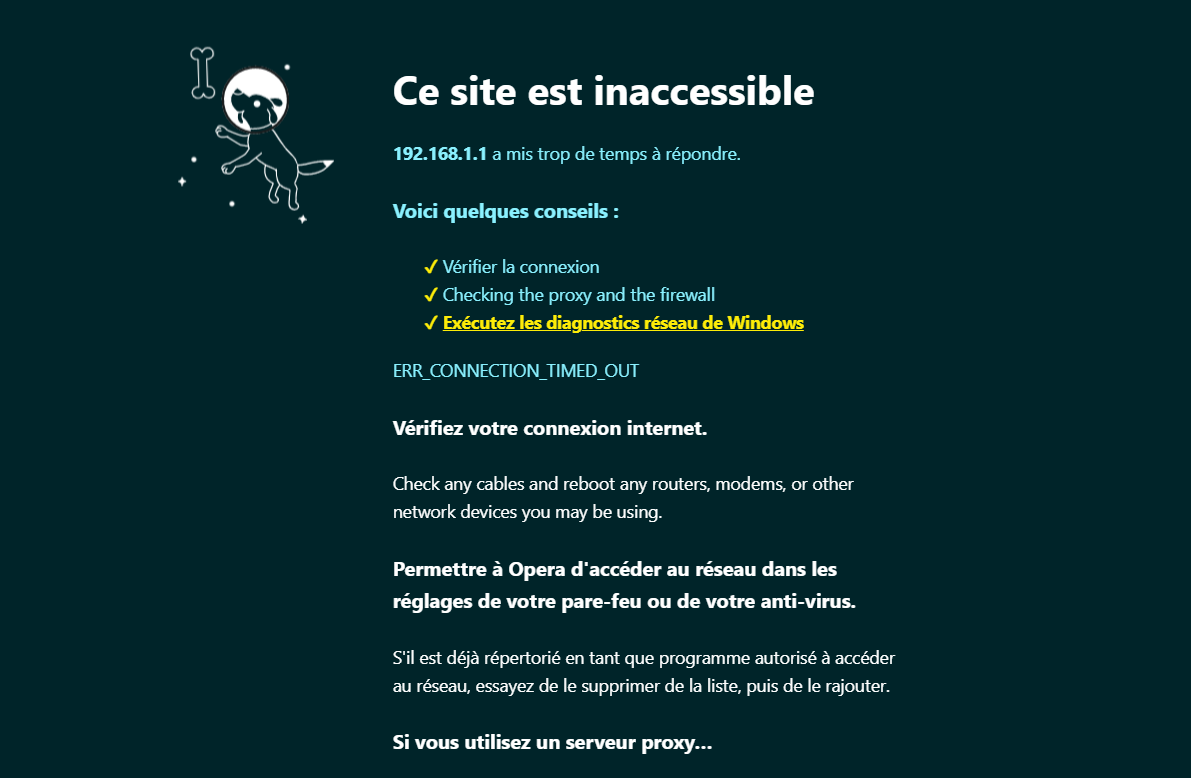 Ce site est inaccessible
192.168.1.1 a mis trop de temps à répondre.
Voici quelques conseils :
✓ Vérifier la connexion
✓ Checking the proxy and the firewall
✓ Exécutez les diagnostics réseau de Windows
ERR_CONNECTION_TIMED_OUT
Vérifiez votre connexion internet.
Check any cables and reboot any routers, modems, or other
network devices you may be using.
Permettre à Opera d'accéder au réseau dans les
réglages de votre pare-feu ou de votre anti-virus.
S'il est déjà répertorié en tant que programme autorisé à accéder
au réseau, essayez de le supprimer de la liste, puis de le rajouter.
Si vous utilisez un serveur proxy…